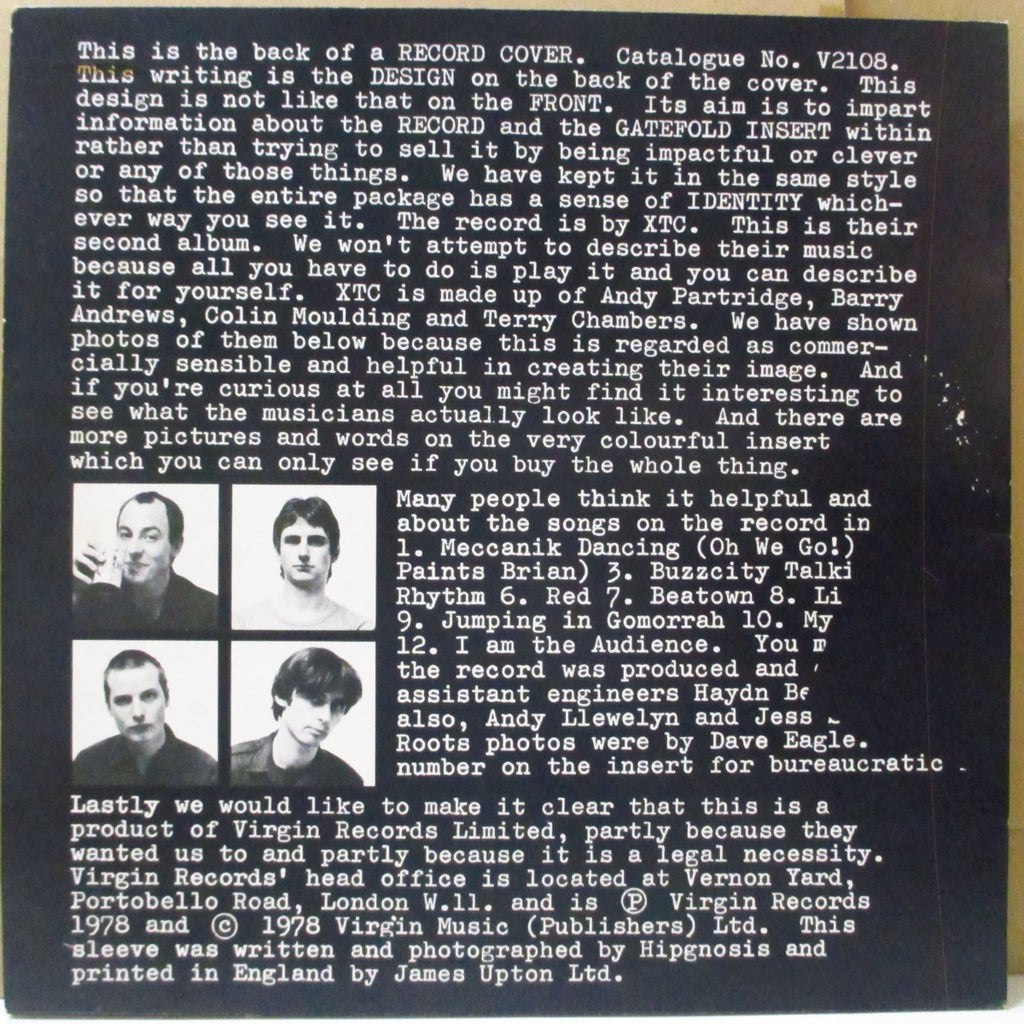 This is the back of a RECORD COVER. Catalogue No. V2108.
This writing is the DESIGN on the back of the cover. This
design is not like that on the FRONT. Its aim is to impart
information about the RECORD and the GATEFOLD INSERT within
rather than trying to sell it by being impactful or clever
or any of those things. We have kept it in the same style
so that the entire package has a sense of IDENTITY which-
ever way you see it. The record is by XTC. This is their
second album. We won't attempt to describe their music
because all you have to do is play it and you can describe
it for yourself. XTC is made up of Andy Partridge, Barry
Andrews, Colin Moulding and Terry Chambers. We have shown
photos of them below because this is regarded as commer-
cially sensible and helpful in creating their image. And
if you're curious at all you might find it interesting to
see what the musicians actually look like. And there are
more pictures and words on the very colourful insert
which you can only see if you buy the whole thing.
Many people think it helpful and
about the songs on the record in
1. Meccanik Dancing (Oh We Go!)
Paints Brian) 3. Buzzcity Talki
Rhythm 6. Red 7. Beatown 8. Li
9. Jumping in Gomorrah 10. My
12. I am the Audience. You m
the record was produced and
assistant engineers Haydn Be
also, Andy Llewelyn and Jess
Roots photos were by Dave Eagle.
number on the insert for bureaucratic
Lastly we would like to make it clear that this is a
product of Virgin Records Limited, partly because they
wanted us to and partly because it is a legal necessity.
Virgin Records' head office is located at Vernon Yard,
Portobello Road, London W.11. and is ℗ Virgin Records
1978 and © 1978 Virgin Music (Publishers) Ltd. This
sleeve was written and photographed by Hipgnosis and
printed in England by James Upton Ltd.